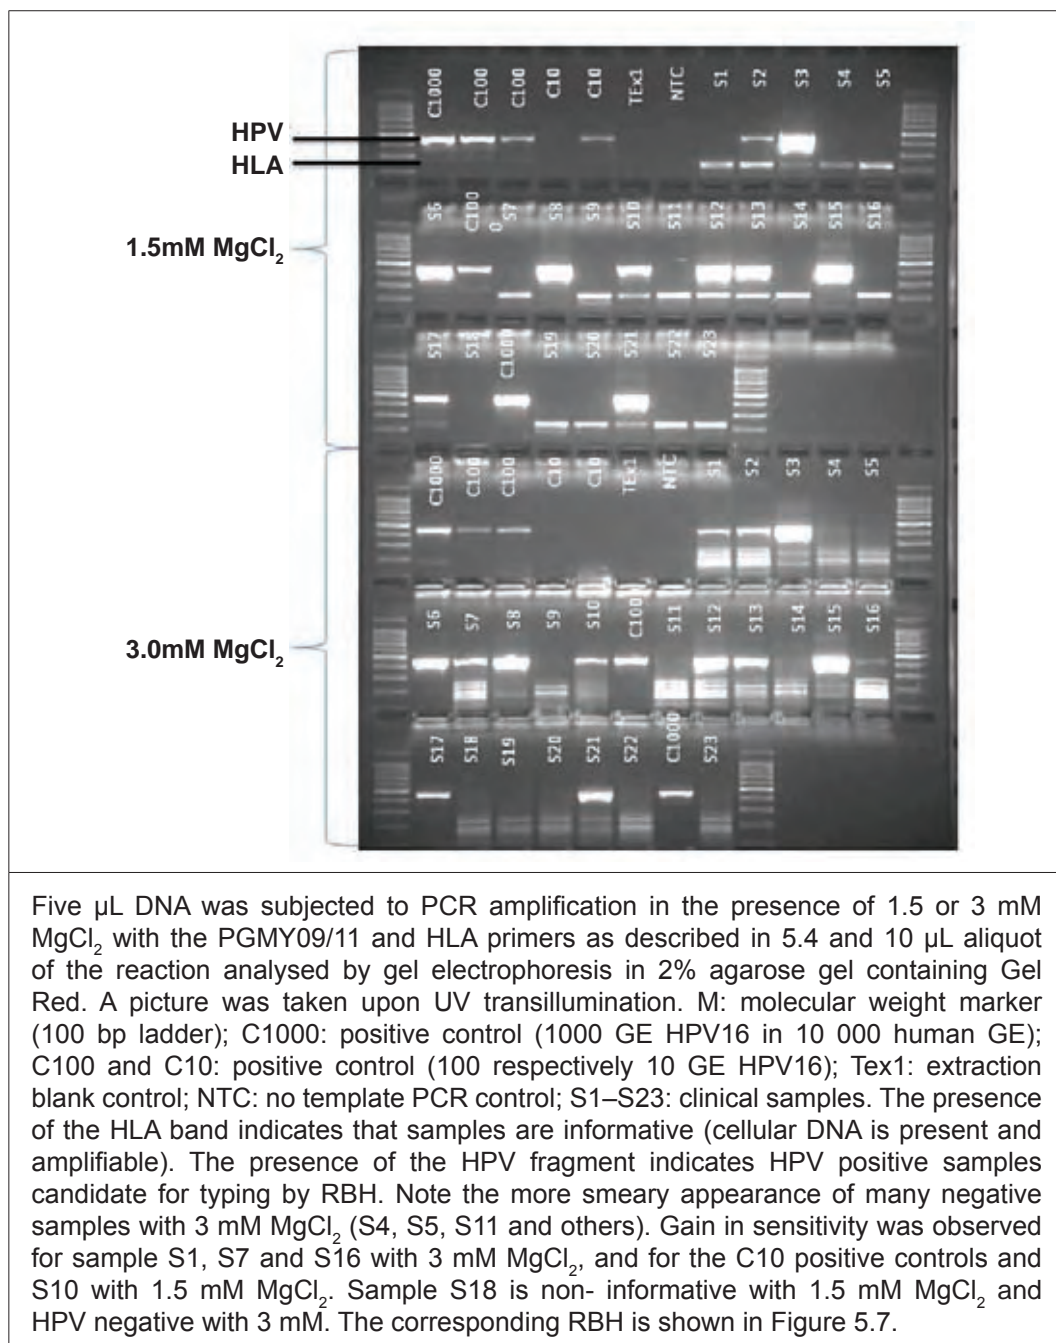 C1000 C100 C100 C10 C10 TEx1 NTC S1 S2 S3 S4 S5
HPV
HLA
S6 C100 S7 S8 S9 S10 S11 S12 S13 S14 S15 S16
0
1.5mM MgCl₂
S17 S18 C1000 S19 S20 S21 S22 S23
C1000 C100 C100 C10 C10 TEx1 NTC S1 S2 S3 S4 S5
S6 S7 S8 S9 S10 C1000 S11 S12 S13 S14 S15 S16
3.0mM MgCl₂
S17 S18 S19 S20 S21 S22 C1000 S23
Five µL DNA was subjected to PCR amplification in the presence of 1.5 or 3 mM
MgCl₂ with the PGMY09/11 and HLA primers as described in 5.4 and 10 µL aliquot
of the reaction analysed by gel electrophoresis in 2% agarose gel containing Gel
Red. A picture was taken upon UV transillumination. M: molecular weight marker
(100 bp ladder); C1000: positive control (1000 GE HPV16 in 10 000 human GE);
C100 and C10: positive control (100 respectively 10 GE HPV16); Tex1: extraction
blank control; NTC: no template PCR control; S1–S23: clinical samples. The presence
of the HLA band indicates that samples are informative (cellular DNA is present and
amplifiable). The presence of the HPV fragment indicates HPV positive samples
candidate for typing by RBH. Note the more smeary appearance of many negative
samples with 3 mM MgCl₂ (S4, S5, S11 and others). Gain in sensitivity was observed
for sample S1, S7 and S16 with 3 mM MgCl₂, and for the C10 positive controls and
S10 with 1.5 mM MgCl₂. Sample S18 is non- informative with 1.5 mM MgCl₂ and
HPV negative with 3 mM. The corresponding RBH is shown in Figure 5.7.